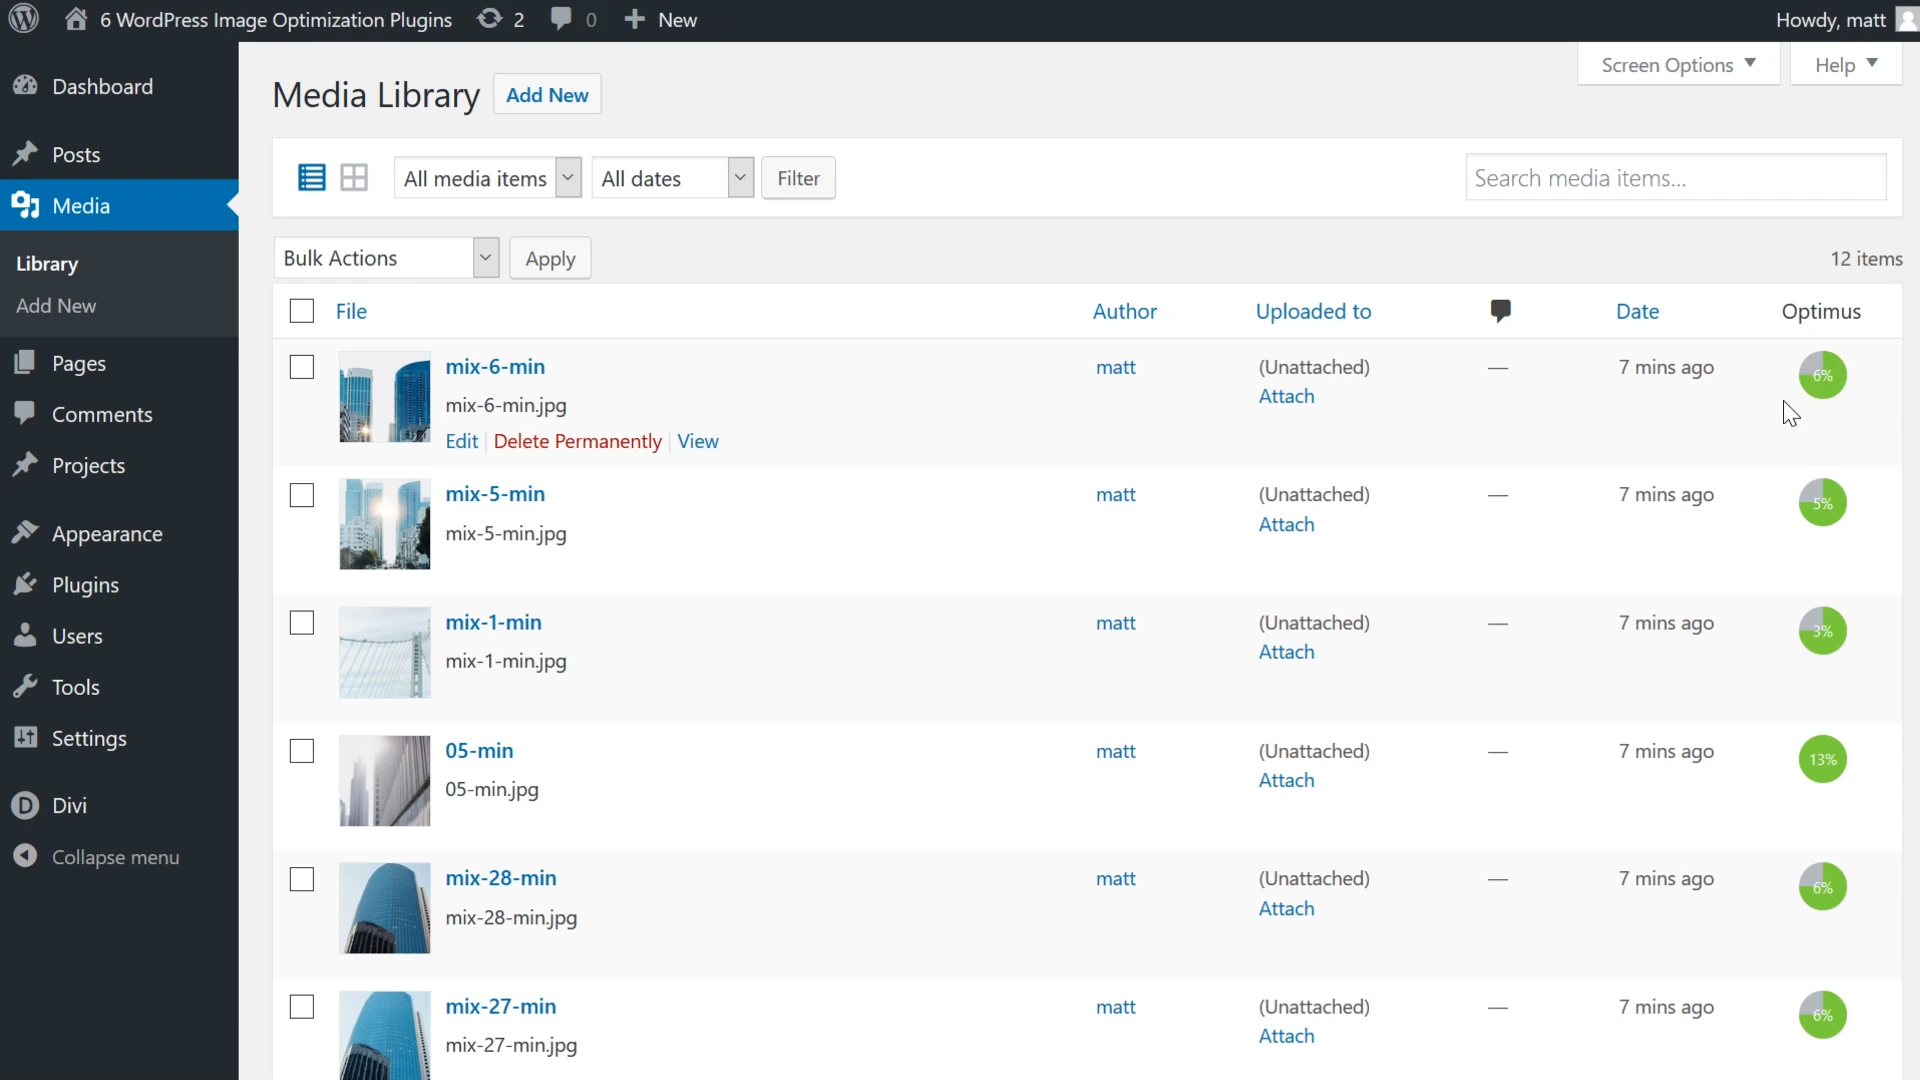 6 WordPress Image Optimization Plugins 2 0 New Howdy, matt
Screen Options Help
Dashboard
Posts
Media
Library
Add New
Pages
Comments
Projects
Appearance
Plugins
Users
Tools
Settings
Divi
Collapse menu
Media Library Add New
All media items All dates Filter Search media items...
Bulk Actions Apply 12 items
File Author Uploaded to Date Optimus
mix-6-min matt (Unattached) — 7 mins ago 6%
mix-6-min.jpg Attach
Edit | Delete Permanently | View
mix-5-min matt (Unattached) — 7 mins ago 5%
mix-5-min.jpg Attach
mix-1-min matt (Unattached) — 7 mins ago 3%
mix-1-min.jpg Attach
05-min matt (Unattached) — 7 mins ago 13%
05-min.jpg Attach
mix-28-min matt (Unattached) — 7 mins ago 6%
mix-28-min.jpg Attach
mix-27-min matt (Unattached) — 7 mins ago 6%
mix-27-min.jpg Attach